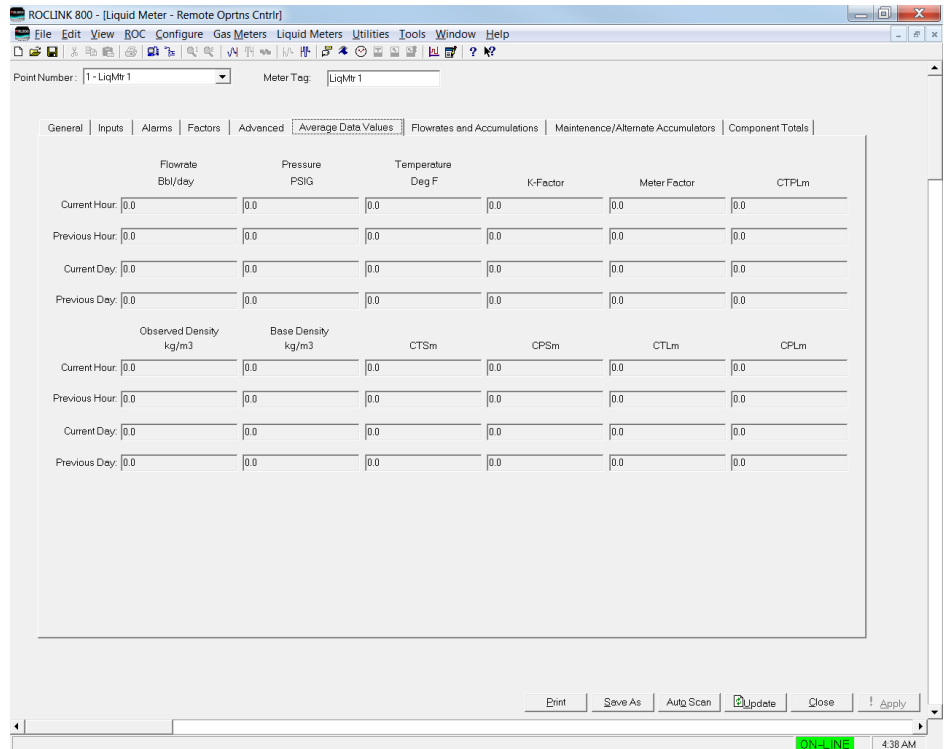 ROCLINK 800 - [Liquid Meter - Remote Oprtns Cntrlr]
File Edit View ROC Configure Gas Meters Liquid Meters Utilities Tools Window Help
Point Number: 1 - LiqMtr 1 Meter Tag: LiqMtr 1
General Inputs Alarms Factors Advanced Average Data Values Flowrates and Accumulations Maintenance/Alternate Accumulators Component Totals
Flowrate Pressure Temperature
Bbl/day PSIG Deg F K-Factor Meter Factor CTPLm
Current Hour: 0.0 0.0 0.0 0.0 0.0 0.0
Previous Hour: 0.0 0.0 0.0 0.0 0.0 0.0
Current Day: 0.0 0.0 0.0 0.0 0.0 0.0
Previous Day: 0.0 0.0 0.0 0.0 0.0 0.0
Observed Density Base Density
kg/m3 kg/m3 CTSm CPSm CTLm CPLm
Current Hour: 0.0 0.0 0.0 0.0 0.0 0.0
Previous Hour: 0.0 0.0 0.0 0.0 0.0 0.0
Current Day: 0.0 0.0 0.0 0.0 0.0 0.0
Previous Day: 0.0 0.0 0.0 0.0 0.0 0.0
Print Save As Auto Scan Update Close ! Apply
ON-LINE 4:38 AM